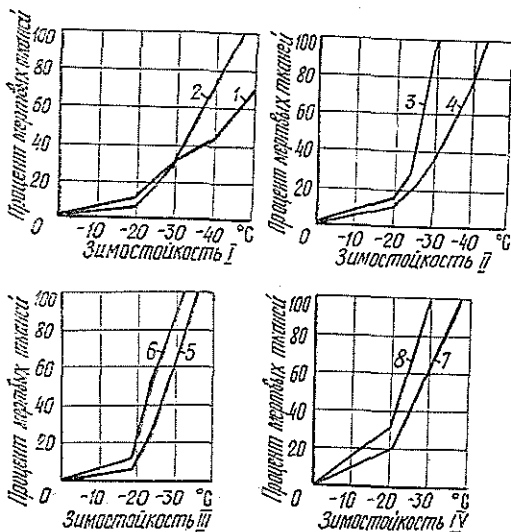 Процент мертвых тканей
100
80
60
40
20
0
2
1
-10 -20 -30 -40 °С
Зимостойкость I
Процент мертвых тканей
100
80
60
40
20
0
3
4
-10 -20 -30 -40 °С
Зимостойкость II
Процент мертвых тканей
100
80
60
40
20
0
6
5
-10 -20 -30 °С
Зимостойкость III
Процент мертвых тканей
100
80
60
40
20
0
8
7
-10 -20 -30 °С
Зимостойкость IV